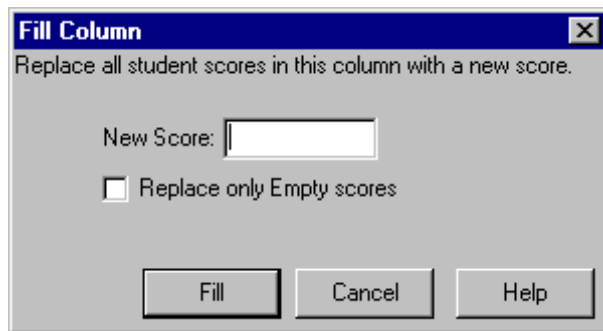 Fill Column
Replace all student scores in this column with a new score.
New Score:
Replace only Empty scores
Fill Cancel Help